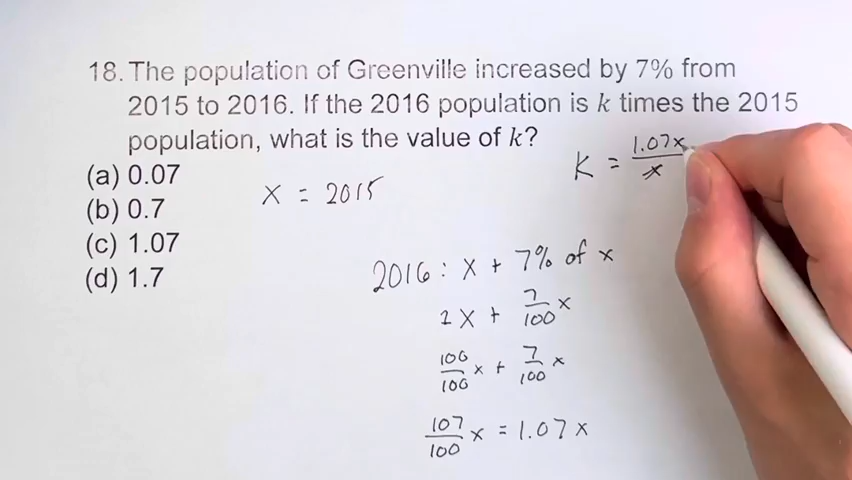 18. The population of Greenville increased by 7% from
2015 to 2016. If the 2016 population is k times the 2015
population, what is the value of k?
(a) 0.07
(b) 0.7
(c) 1.07
(d) 1.7
x = 2015
K = 1.07x / x
2016 : x + 7% of x
1x + 7/100 x
100/100 x + 7/100 x
107/100 x = 1.07x